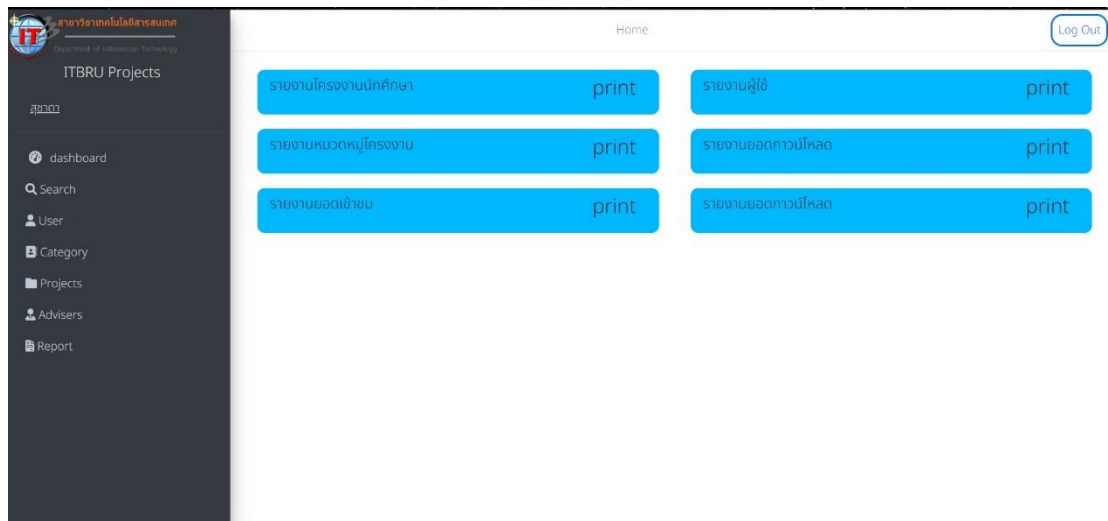 สาขาวิชาเทคโนโลยีสารสนเทศ
IT
Department of Information Technology
ITBRU Projects
สุชาดา
dashboard
Search
User
Category
Projects
Advisers
Report
Home
Log Out
รายงานโครงงานนักศึกษา print
รายงานผู้ใช้ print
รายงานหมวดหมู่โครงงาน print
รายงานยอดดาวน์โหลด print
รายงานยอดเข้าชม print
รายงานยอดดาวน์โหลด print